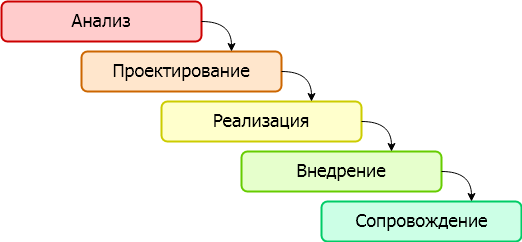 Анализ
Проектирование
Реализация
Внедрение
Сопровождение